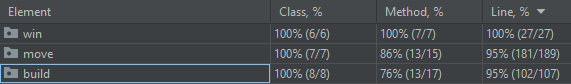 Element Class, % Method, % Line, %
win 100% (6/6) 100% (7/7) 100% (27/27)
move 100% (7/7) 86% (13/15) 95% (181/189)
build 100% (8/8) 76% (13/17) 95% (102/107)